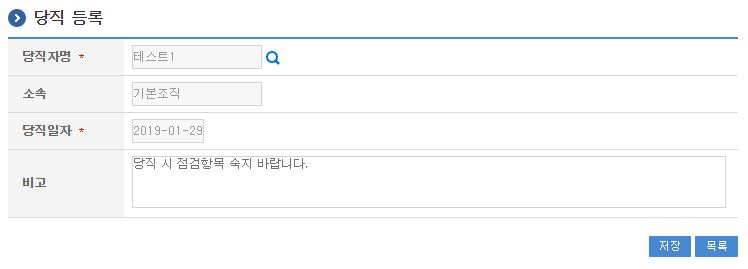 당직 등록
당직자명 * 테스트1
소속 기본조직
당직일자 * 2019-01-29
비고 당직 시 점검항목 숙지 바랍니다.
저장 목록